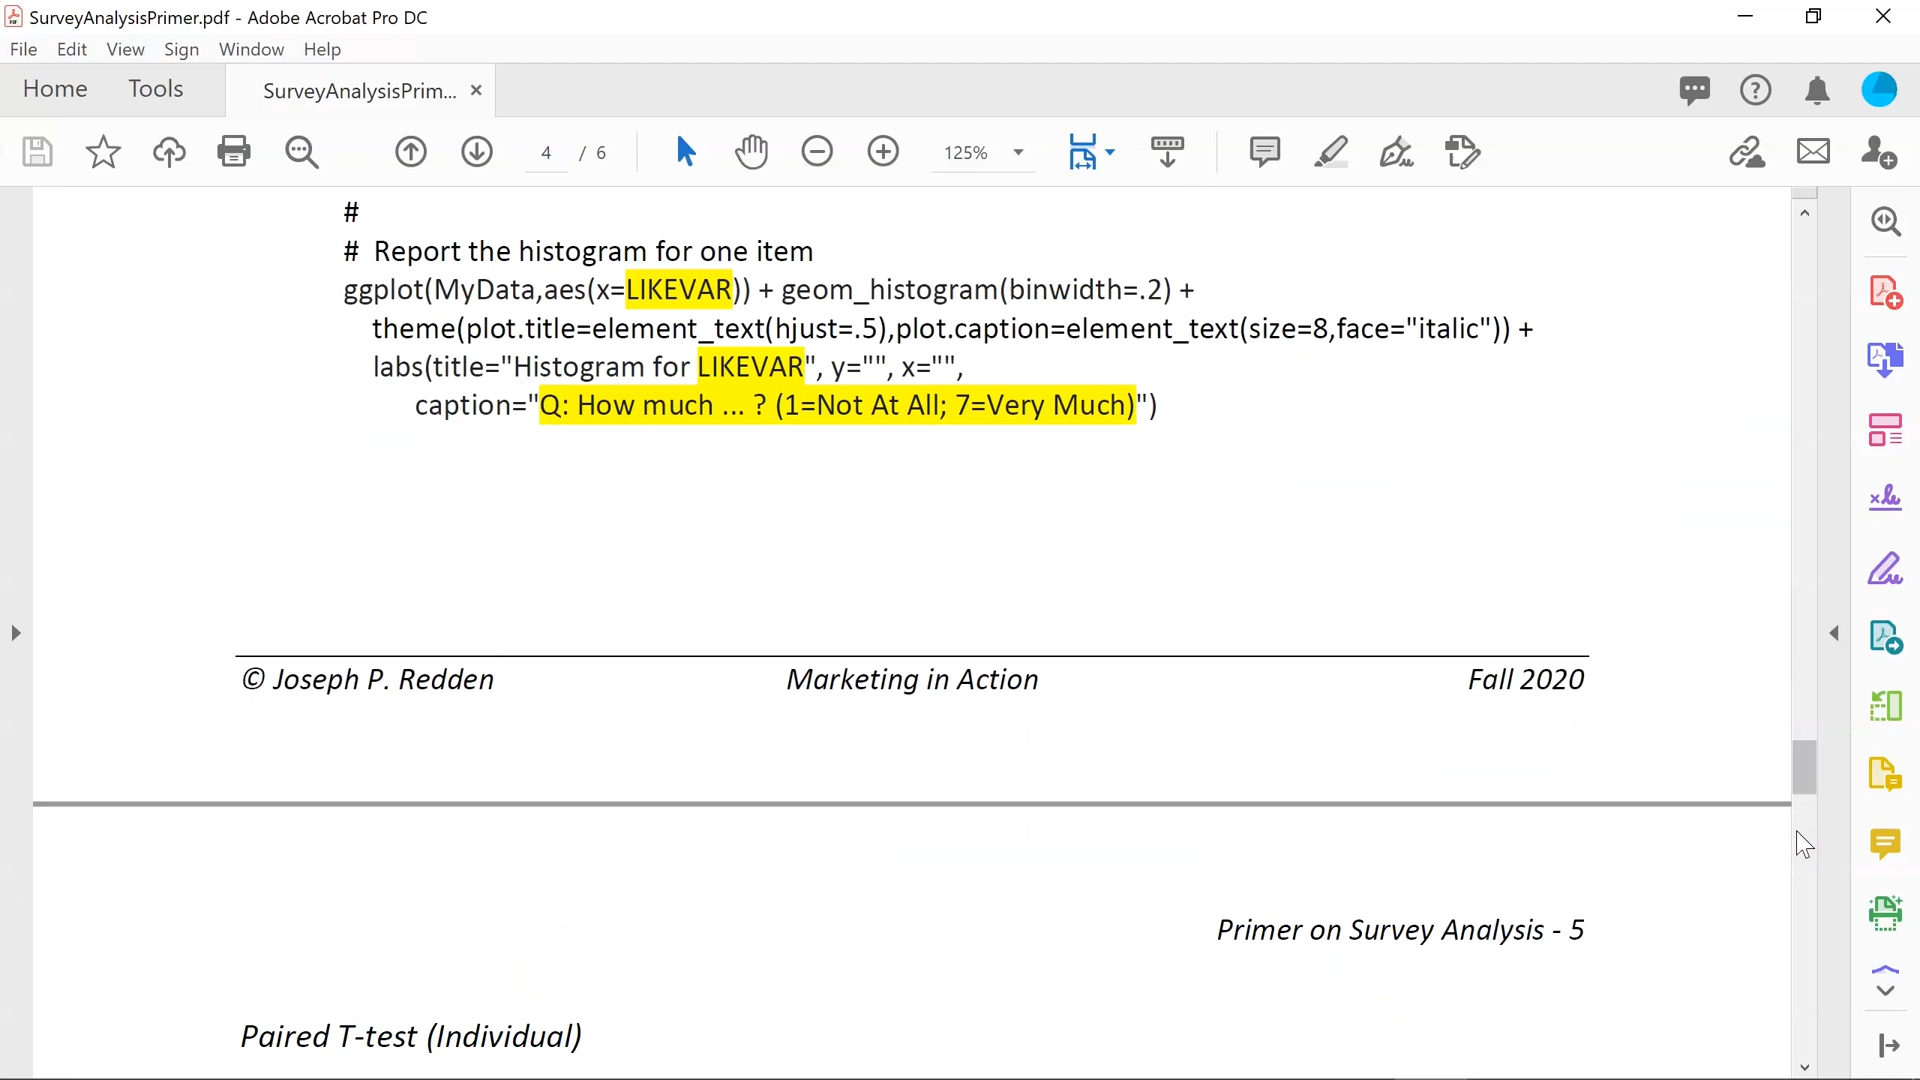 SurveyAnalysisPrimer.pdf - Adobe Acrobat Pro DC
File Edit View Sign Window Help
Home Tools SurveyAnalysisPrim... ×
4 / 6 125%
#
# Report the histogram for one item
ggplot(MyData,aes(x=LIKEVAR)) + geom_histogram(binwidth=.2) +
theme(plot.title=element_text(hjust=.5),plot.caption=element_text(size=8,face="italic")) +
labs(title="Histogram for LIKEVAR", y="", x="",
caption="Q: How much ... ? (1=Not At All; 7=Very Much)")
© Joseph P. Redden Marketing in Action Fall 2020
Primer on Survey Analysis - 5
Paired T-test (Individual)